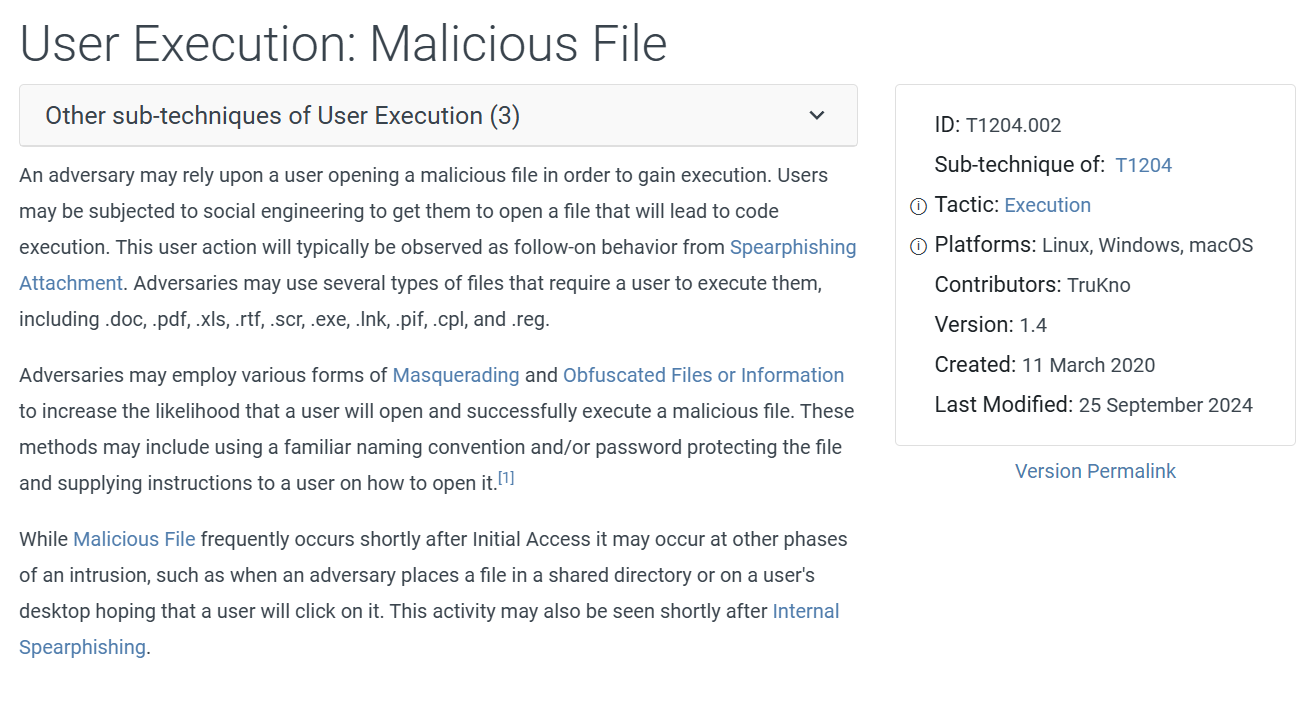 User Execution: Malicious File
Other sub-techniques of User Execution (3)
An adversary may rely upon a user opening a malicious file in order to gain execution. Users
may be subjected to social engineering to get them to open a file that will lead to code
execution. This user action will typically be observed as follow-on behavior from Spearphishing
Attachment. Adversaries may use several types of files that require a user to execute them,
including .doc, .pdf, .xls, .rtf, .scr, .exe, .lnk, .pif, .cpl, and .reg.
Adversaries may employ various forms of Masquerading and Obfuscated Files or Information
to increase the likelihood that a user will open and successfully execute a malicious file. These
methods may include using a familiar naming convention and/or password protecting the file
and supplying instructions to a user on how to open it.[1]
While Malicious File frequently occurs shortly after Initial Access it may occur at other phases
of an intrusion, such as when an adversary places a file in a shared directory or on a user's
desktop hoping that a user will click on it. This activity may also be seen shortly after Internal
Spearphishing.
ID: T1204.002
Sub-technique of: T1204
Tactic: Execution
Platforms: Linux, Windows, macOS
Contributors: TruKno
Version: 1.4
Created: 11 March 2020
Last Modified: 25 September 2024
Version Permalink